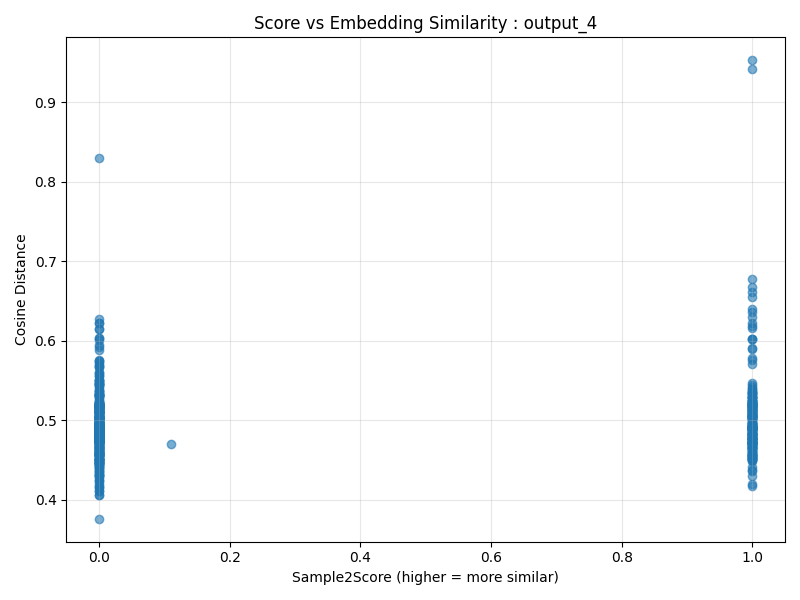 Score vs Embedding Similarity : output_4
Cosine Distance
0.9
0.8
0.7
0.6
0.5
0.4
0.0 0.2 0.4 0.6 0.8 1.0
Sample2Score (higher = more similar)